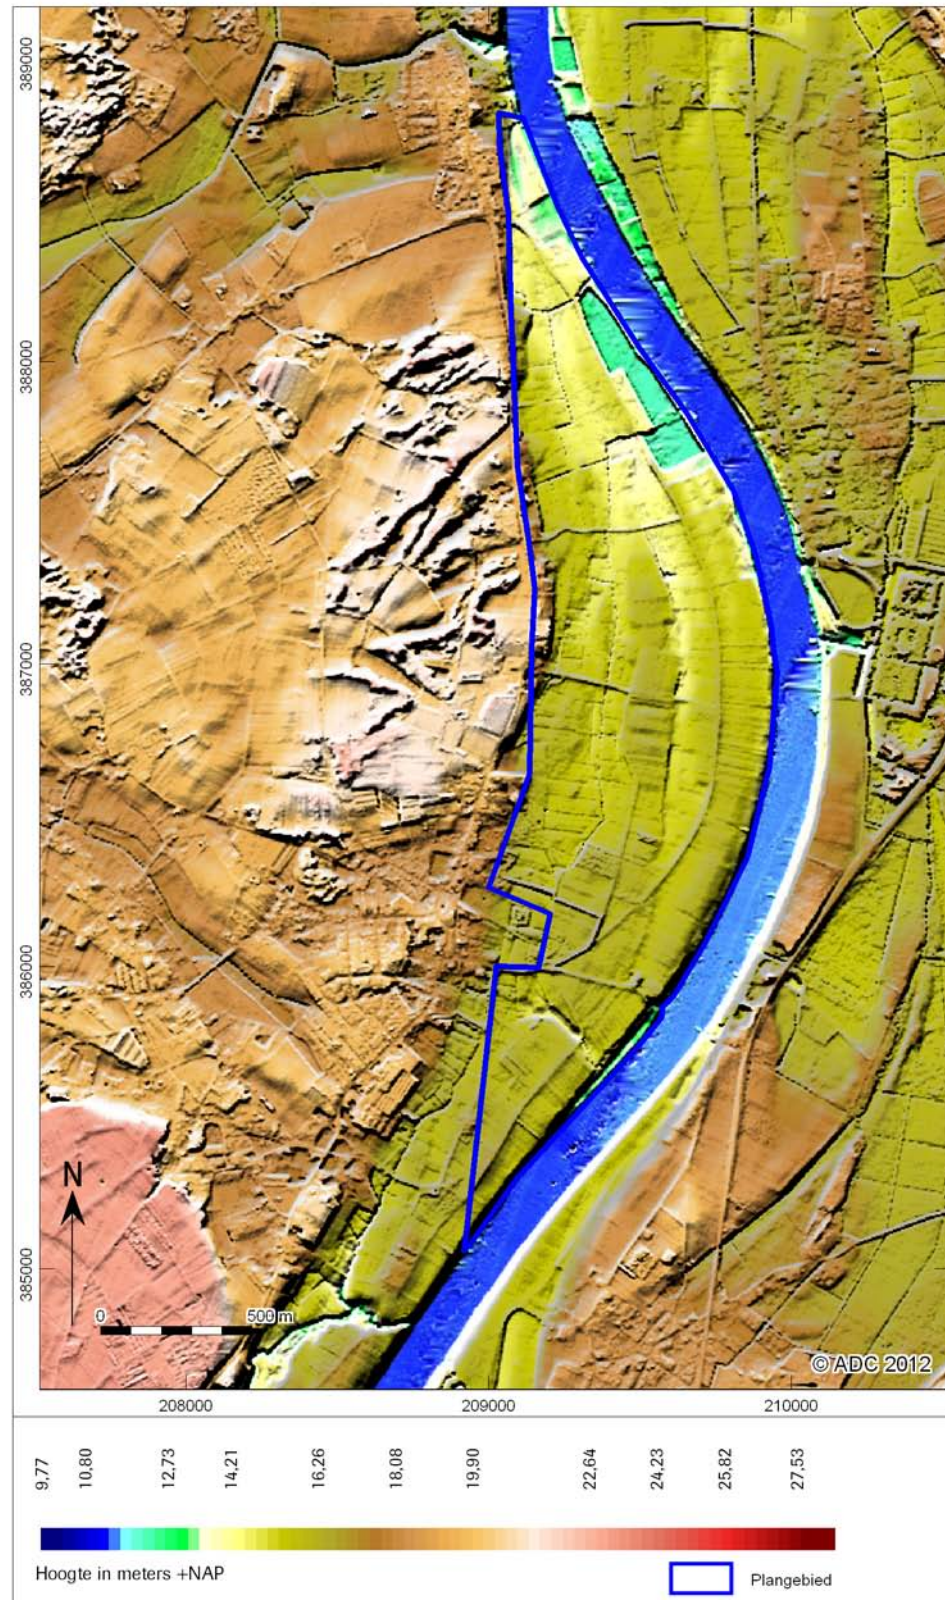 389000
388000
387000
386000
385000
N
0 500 m
© ADC 2012
208000 209000 210000
9,77 10,80 12,73 14,21 16,26 18,08 19,90 22,64 24,23 25,82 27,53
Hoogte in meters +NAP
Plangebied